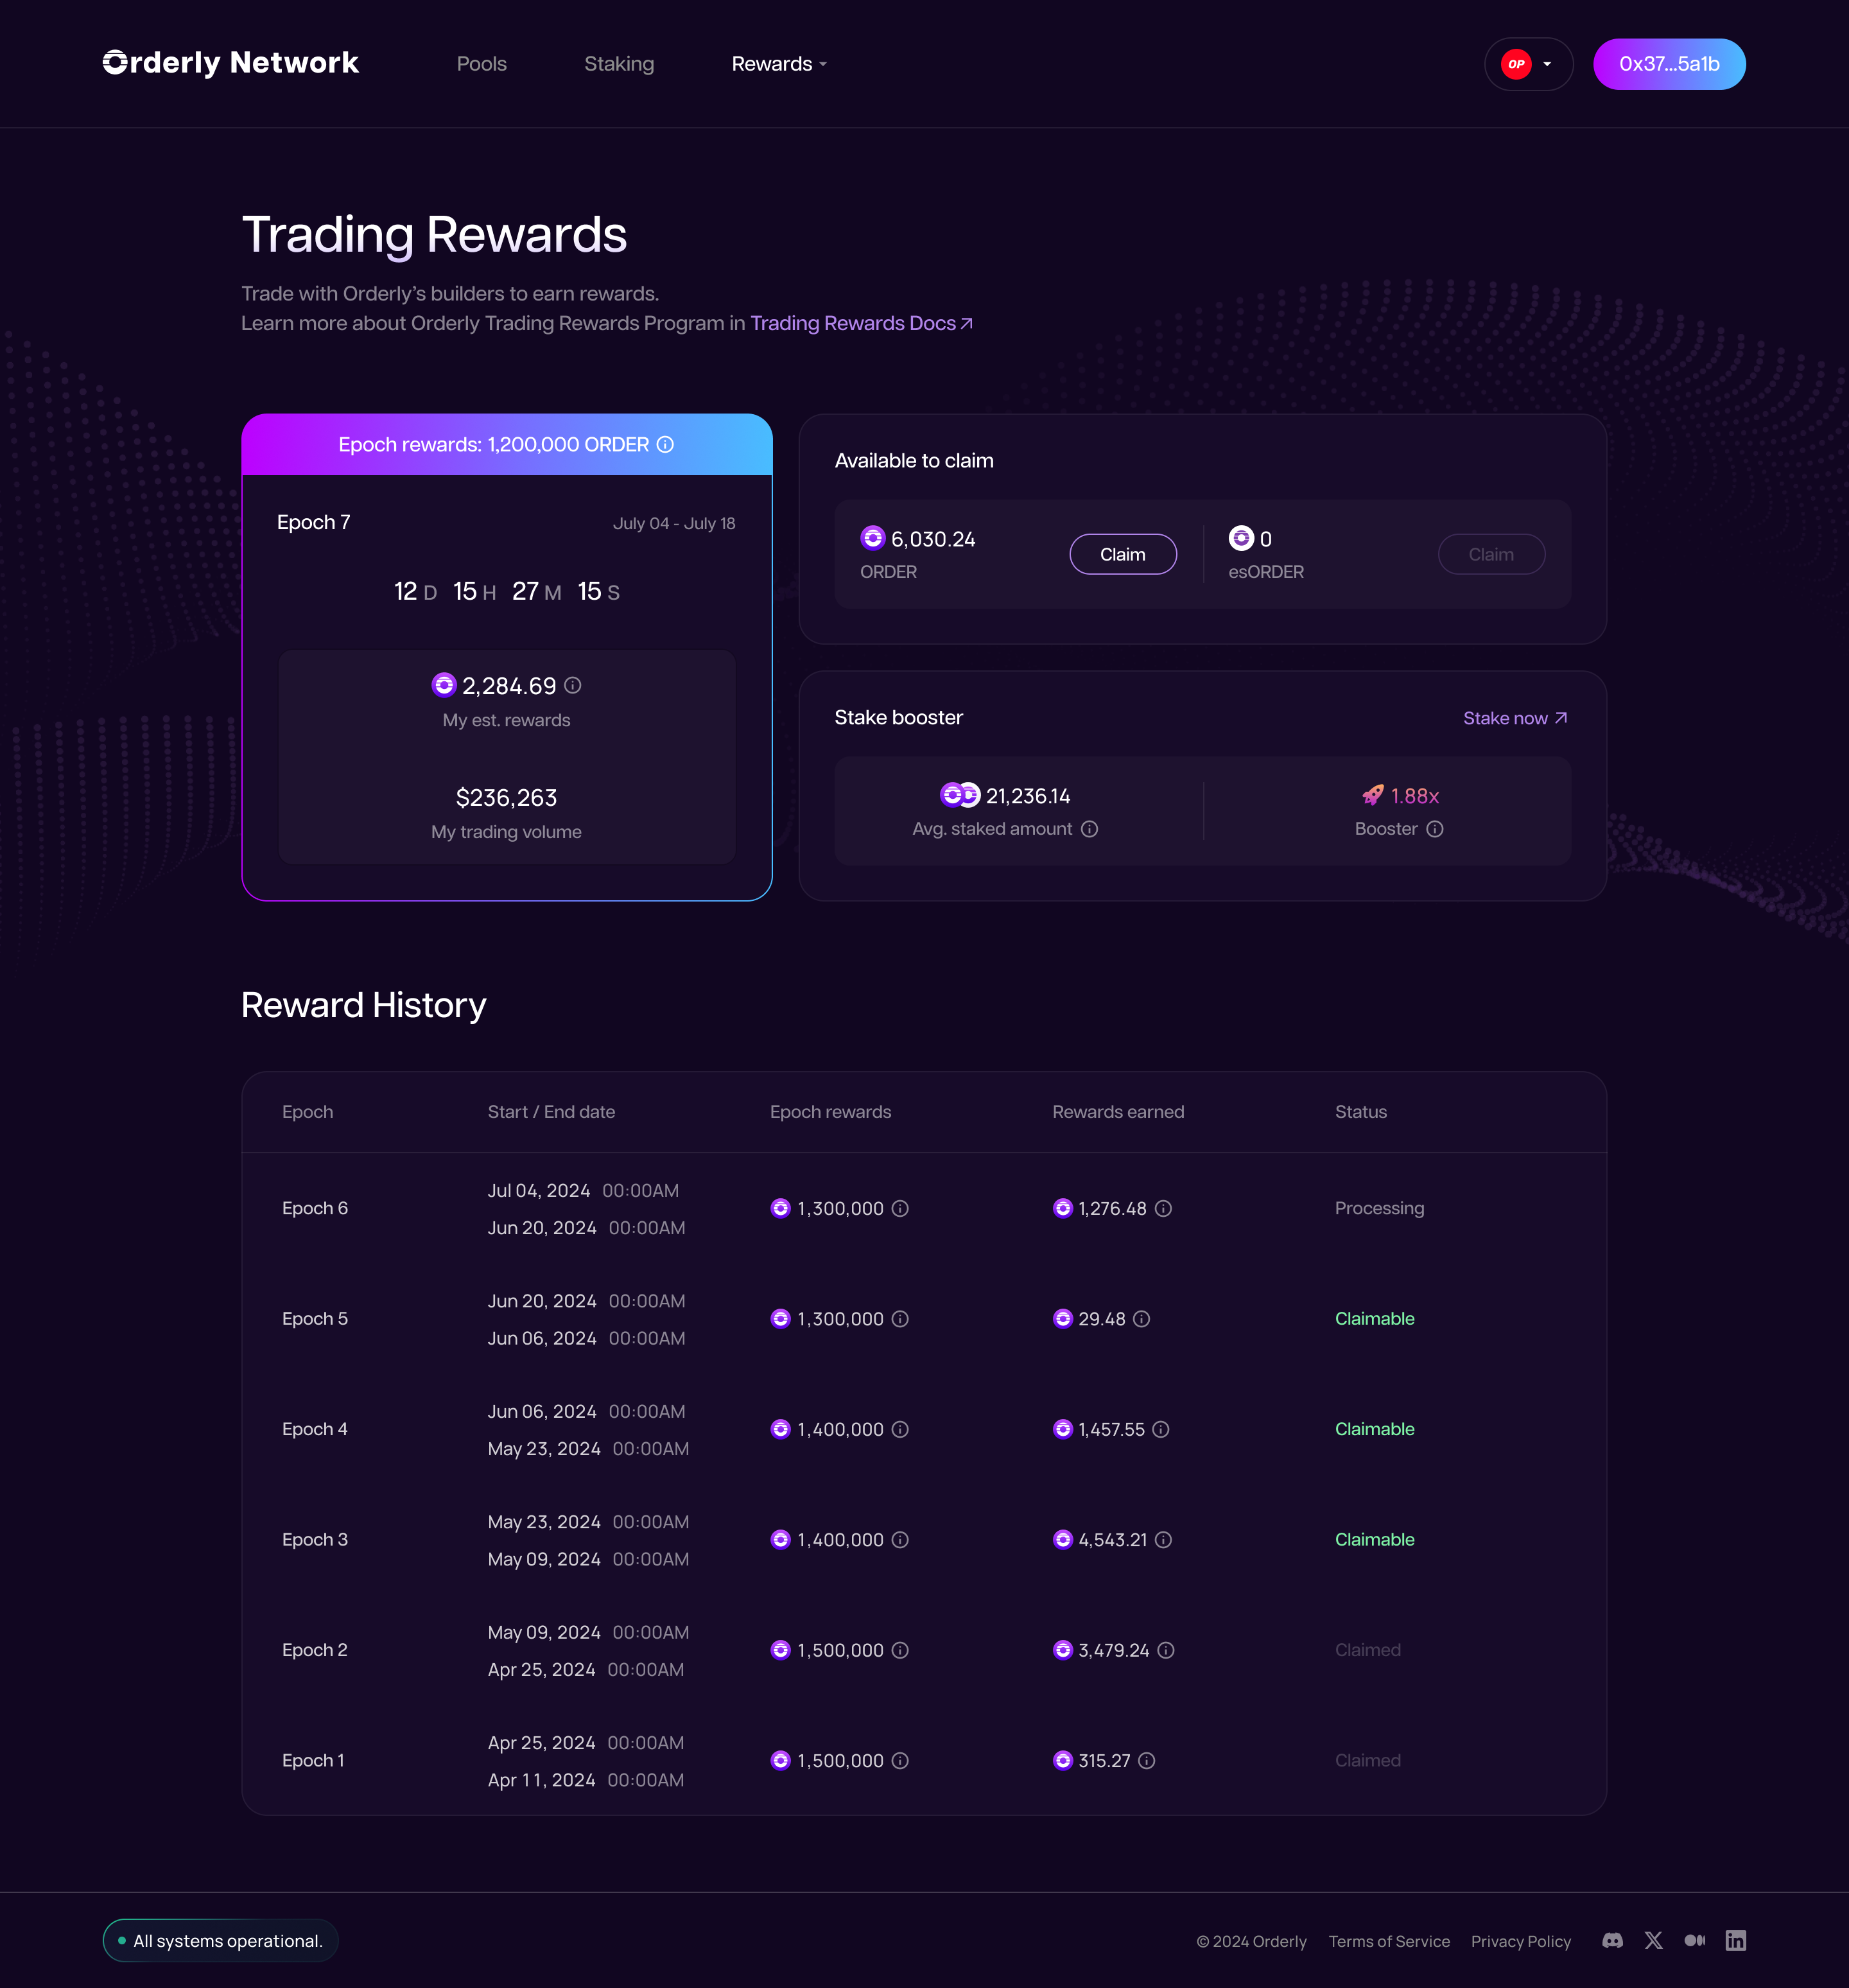 Orderly Network
Pools
Staking
Rewards
OP
0x37...5a1b
Trading Rewards
Trade with Orderly’s builders to earn rewards.
Learn more about Orderly Trading Rewards Program in Trading Rewards Docs
Epoch rewards: 1,200,000 ORDER
Epoch 7
July 04 - July 18
12 D 15 H 27 M 15 S
2,284.69
My est. rewards
$236,263
My trading volume
Available to claim
6,030.24
ORDER
Claim
0
esORDER
Claim
Stake booster
Stake now
21,236.14
Avg. staked amount
1.88x
Booster
Reward History
Epoch Start / End date Epoch rewards Rewards earned Status
Epoch 6
Jul 04, 2024 00:00AM
Jun 20, 2024 00:00AM
1,300,000
1,276.48
Processing
Epoch 5
Jun 20, 2024 00:00AM
Jun 06, 2024 00:00AM
1,300,000
29.48
Claimable
Epoch 4
Jun 06, 2024 00:00AM
May 23, 2024 00:00AM
1,400,000
1,457.55
Claimable
Epoch 3
May 23, 2024 00:00AM
May 09, 2024 00:00AM
1,400,000
4,543.21
Claimable
Epoch 2
May 09, 2024 00:00AM
Apr 25, 2024 00:00AM
1,500,000
3,479.24
Claimed
Epoch 1
Apr 25, 2024 00:00AM
Apr 11, 2024 00:00AM
1,500,000
315.27
Claimed
All systems operational.
© 2024 Orderly
Terms of Service
Privacy Policy